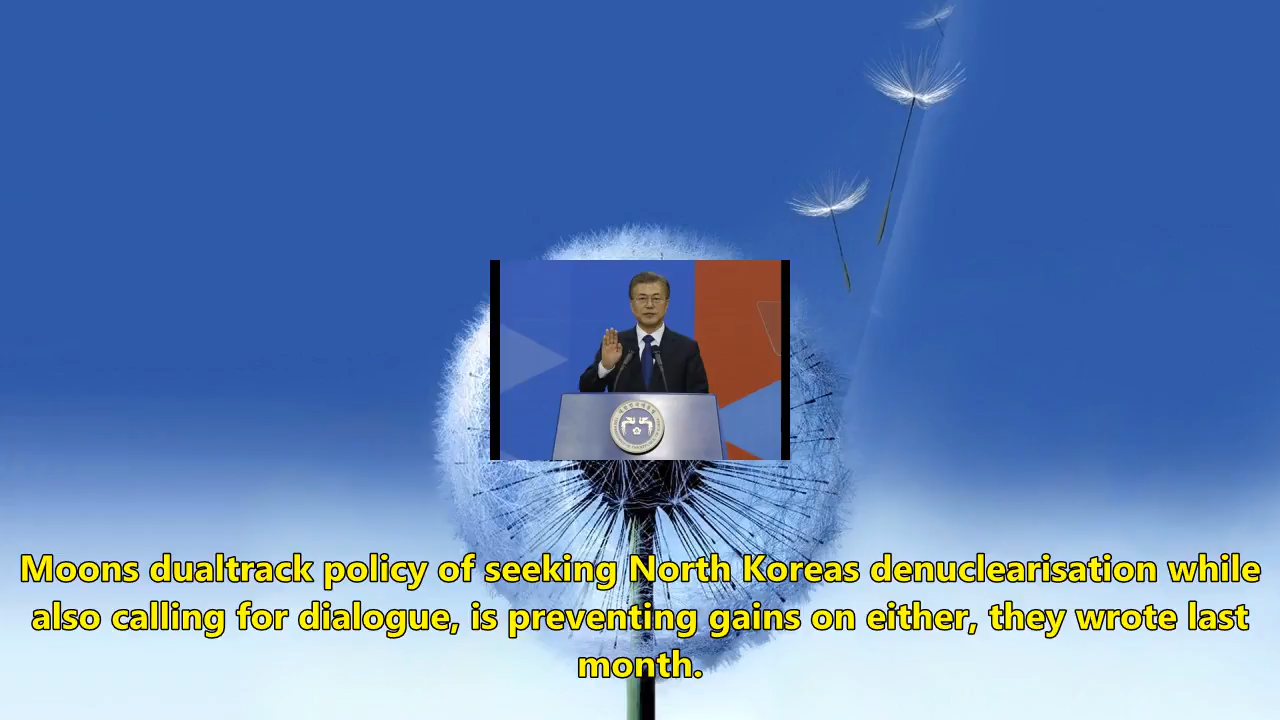 Moons dualtrack policy of seeking North Koreas denuclearisation while
also calling for dialogue, is preventing gains on either, they wrote last
month.